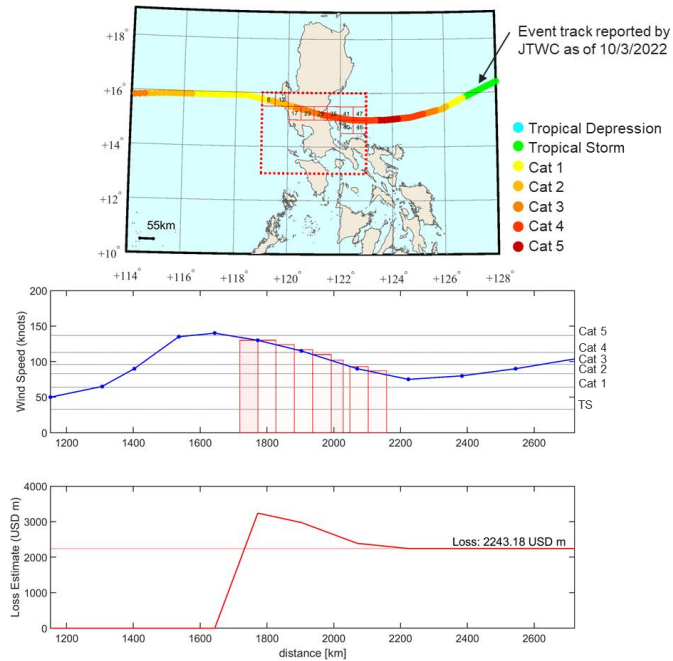 +18°
+16°
+14°
+12°
+10°
Event track reported by
JTWC as of 10/3/2022
6 12
17 23 29 35 41 47
40 46
55km
Tropical Depression
Tropical Storm
Cat 1
Cat 2
Cat 3
Cat 4
Cat 5
+114° +116° +118° +120° +122° +124° +126° +128°
200
150
100
50
0
Wind Speed (knots)
Cat 5
Cat 4
Cat 3
Cat 2
Cat 1
TS
1200 1400 1600 1800 2000 2200 2400 2600
4000
3000
2000
1000
0
Loss Estimate (USD m)
Loss: 2243.18 USD m
1200 1400 1600 1800 2000 2200 2400 2600
distance [km]